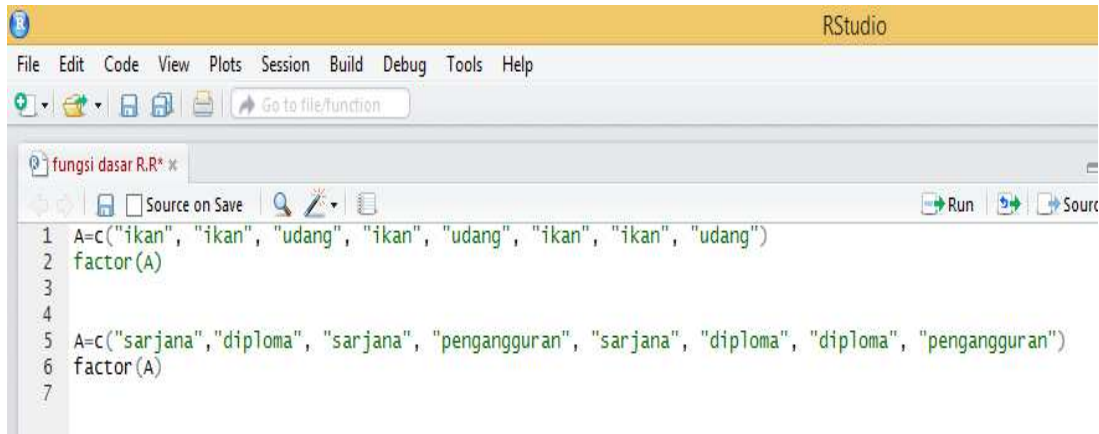 RStudio
File Edit Code View Plots Session Build Debug Tools Help
Go to file/function
fungsi dasar R.R*
Source on Save Run Sourc
1 A=c("ikan", "ikan", "udang", "ikan", "udang", "ikan", "ikan", "udang")
2 factor(A)
3
4
5 A=c("sarjana","diploma", "sarjana", "pengangguran", "sarjana", "diploma", "diploma", "pengangguran")
6 factor(A)
7